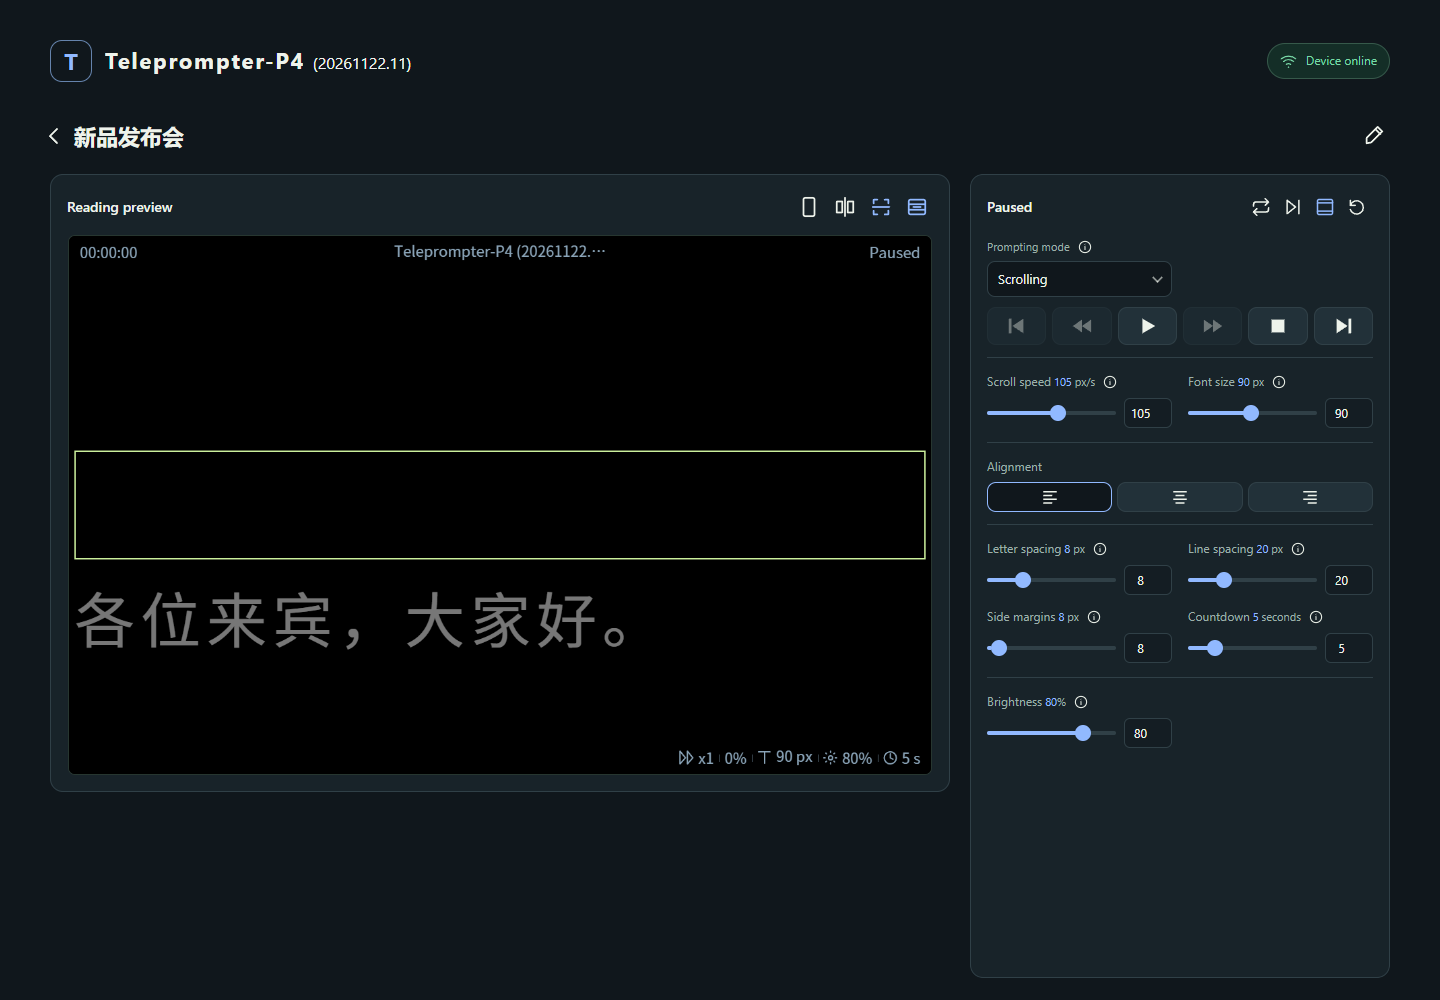 T Teleprompter-P4 (20261122.11)
Device online
新品发布会
Reading preview
00:00:00 Teleprompter-P4 (20261122.… Paused
各位来宾，大家好。
x1 0% 90 px 80% 5 s
Paused
Prompting mode
Scrolling
Scroll speed 105 px/s Font size 90 px
105 90
Alignment
Letter spacing 8 px Line spacing 20 px
8 20
Side margins 8 px Countdown 5 seconds
8 5
Brightness 80%
80